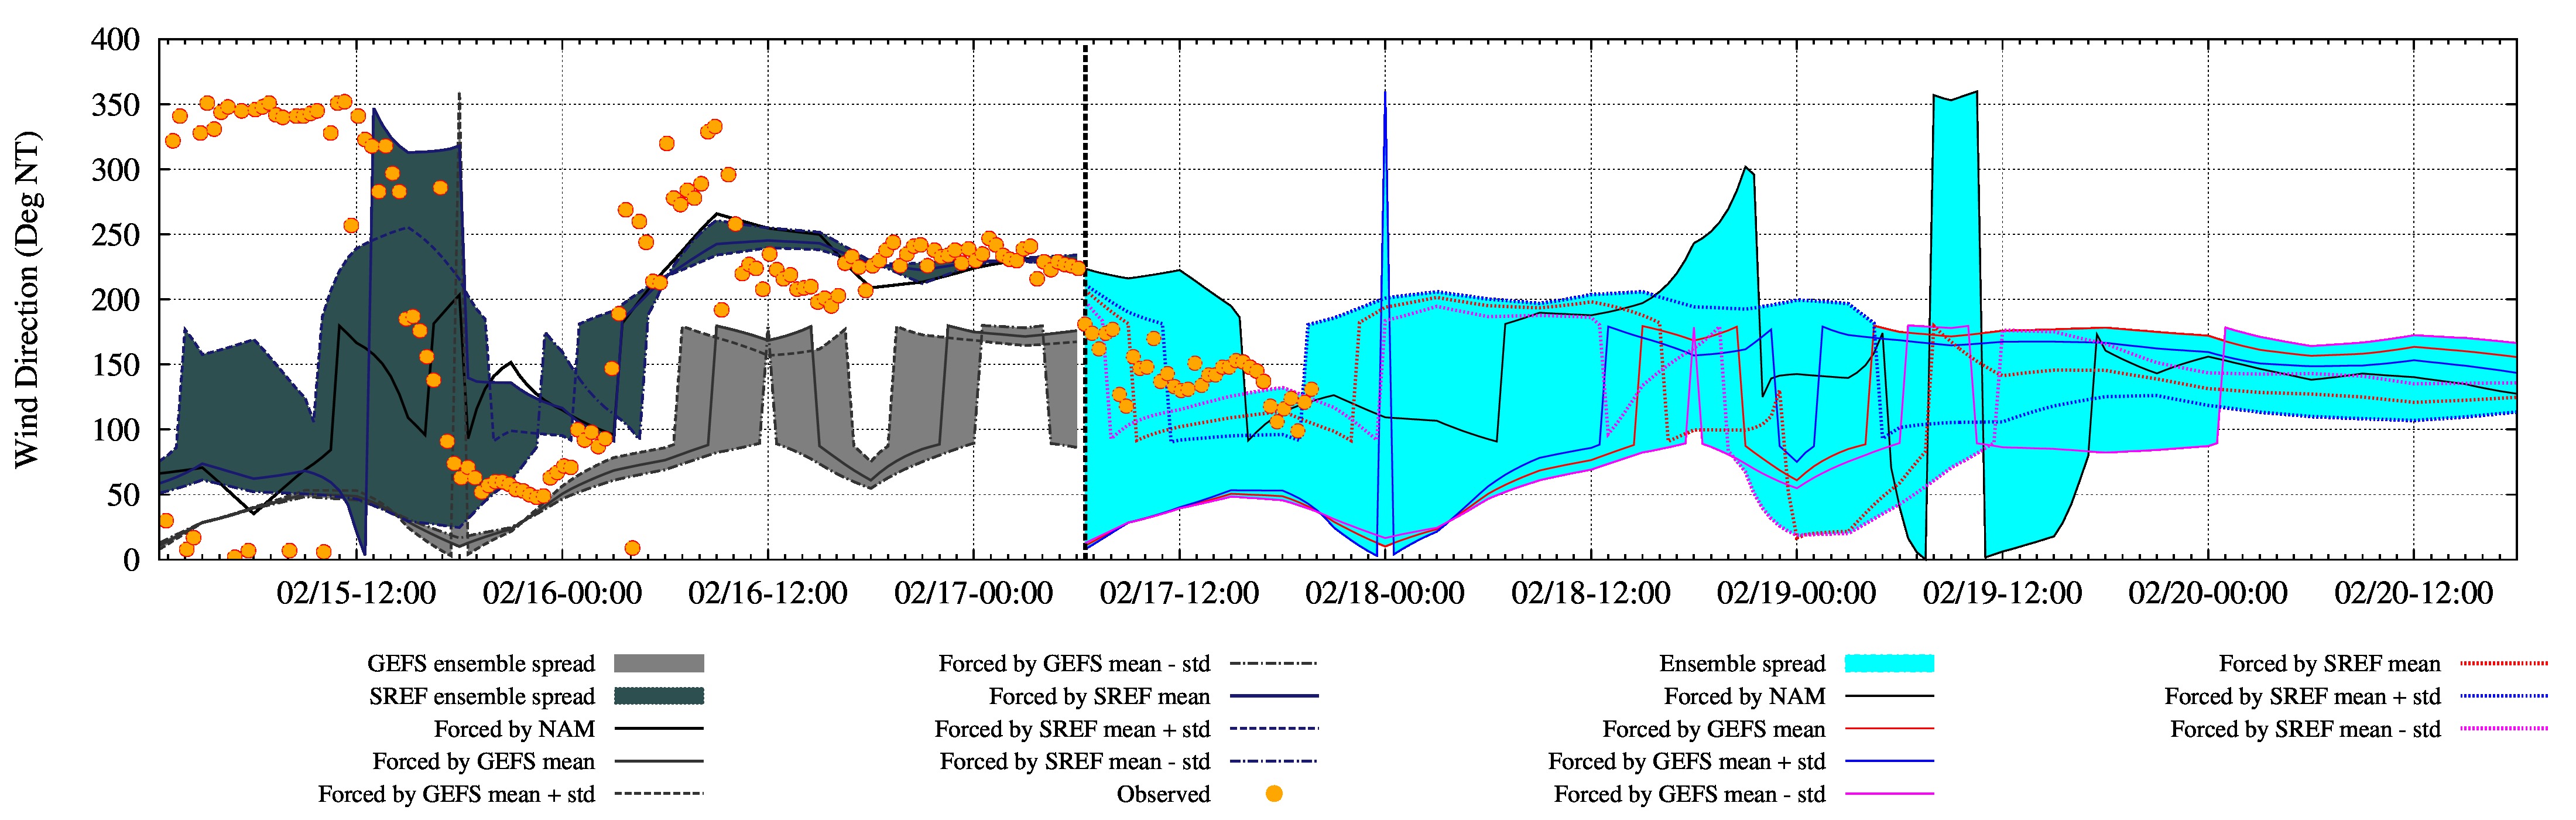 400
350
300
250
200
150
100
50
0
Wind Direction (Deg NT)
02/15-12:00 02/16-00:00 02/16-12:00 02/17-00:00 02/17-12:00 02/18-00:00 02/18-12:00 02/19-00:00 02/19-12:00 02/20-00:00 02/20-12:00
GEFS ensemble spread
SREF ensemble spread
Forced by NAM
Forced by GEFS mean
Forced by GEFS mean + std
Forced by GEFS mean - std
Forced by SREF mean
Forced by SREF mean + std
Forced by SREF mean - std
Observed
Ensemble spread
Forced by NAM
Forced by GEFS mean
Forced by GEFS mean + std
Forced by GEFS mean - std
Forced by SREF mean
Forced by SREF mean + std
Forced by SREF mean - std